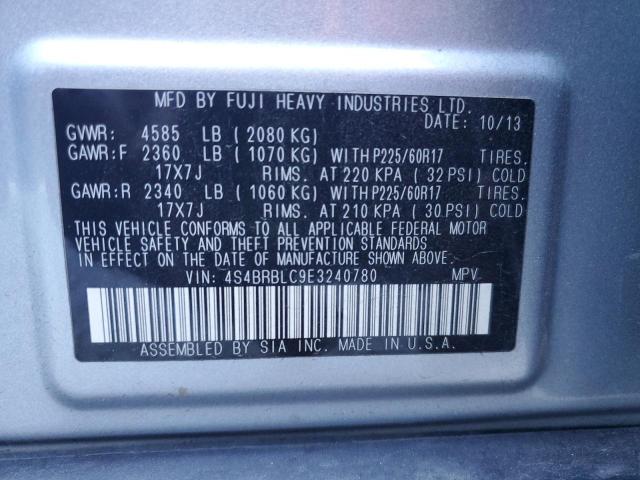 MFD BY FUJI HEAVY INDUSTRIES LTD.
DATE: 10/13
GVWR: 4585 LB ( 2080 KG)
GAWR:F 2360 LB ( 1070 KG) WITH P225/60R17 TIRES.
17X7J RIMS. AT 220 KPA ( 32 PSI) COLD
GAWR:R 2340 LB ( 1060 KG) WITH P225/60R17 TIRES.
17X7J RIMS. AT 210 KPA ( 30 PSI) COLD
THIS VEHICLE CONFORMS TO ALL APPLICABLE FEDERAL MOTOR
VEHICLE SAFETY AND THEFT PREVENTION STANDARDS
IN EFFECT ON THE DATE OF MANUFACTURE SHOWN ABOVE.
VIN: 4S4BRBLC9E3240780 MPV
ASSEMBLED BY SIA INC. MADE IN U.S.A.